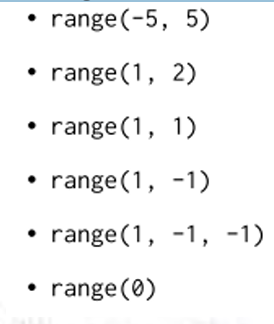 • range(-5, 5)
• range(1, 2)
• range(1, 1)
• range(1, -1)
• range(1, -1, -1)
• range(0)